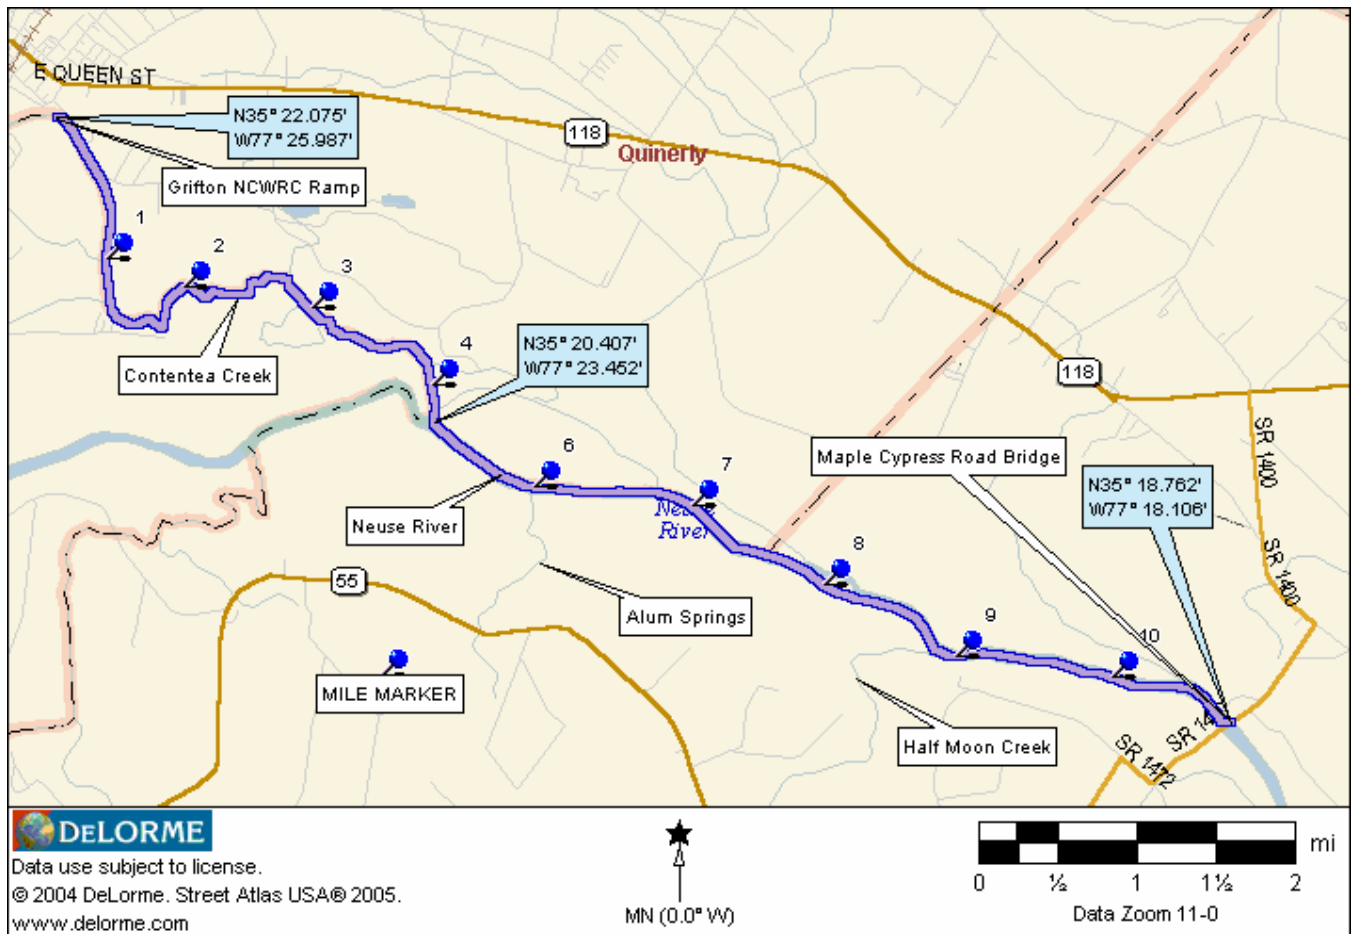 E QUEEN ST
N35° 22.075'
W77° 25.987'
118
Quinerly
Grifton NCWRC Ramp
1
2
3
Contentea Creek
4
N35° 20.407'
W77° 23.452'
118
SR 1400
Maple Cypress Road Bridge
6
7
N35° 18.762'
W77° 18.106'
Neuse River
Neuse
River
8
SR 1400
55
Alum Springs
9
10
MILE MARKER
Half Moon Creek
SR 14
SR 1472
DELORME
Data use subject to license.
© 2004 DeLorme. Street Atlas USA® 2005.
www.delorme.com
MN (0.0° W)
mi
0 ½ 1 1½ 2
Data Zoom 11-0